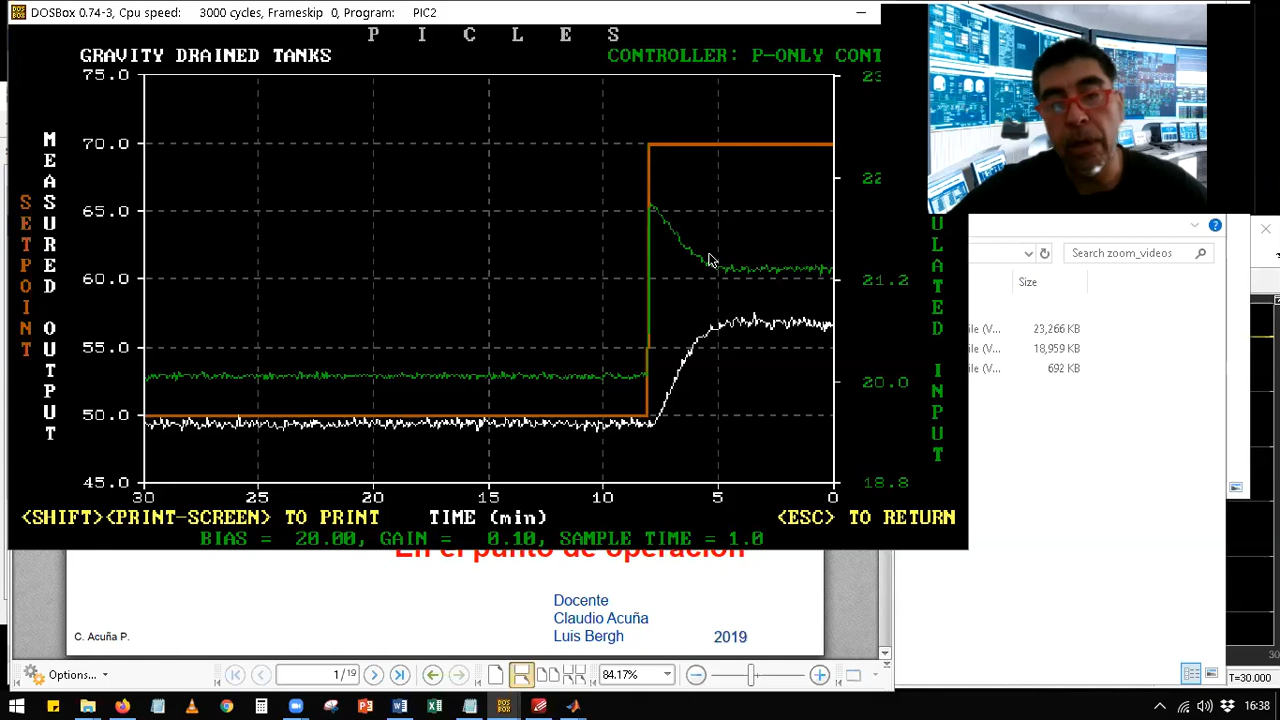 DOSBox 0.74-3, Cpu speed: 3000 cycles, Frameskip 0, Program: PIC2
P I C L E S
GRAVITY DRAINED TANKS
CONTROLLER: P-ONLY CONT
75.0
70.0
65.0
60.0
55.0
50.0
45.0
SETPOINT
MEASURED OUTPUT
23
22
21.2
20.0
18.8
ULATED INPUT
30 25 20 15 10 5 0
<SHIFT><PRINT-SCREEN> TO PRINT
TIME (min)
<ESC> TO RETURN
BIAS = 20.00, GAIN = 0.10, SAMPLE TIME = 1.0
Search zoom_videos
Size
ile (V... 23,266 KB
ile (V... 18,959 KB
ile (V... 692 KB
En el punto de operación
Docente
Claudio Acuña
Luis Bergh
2019
C. Acuña P.
Options...
1/19
84.17%
30
T=30.000
16:38